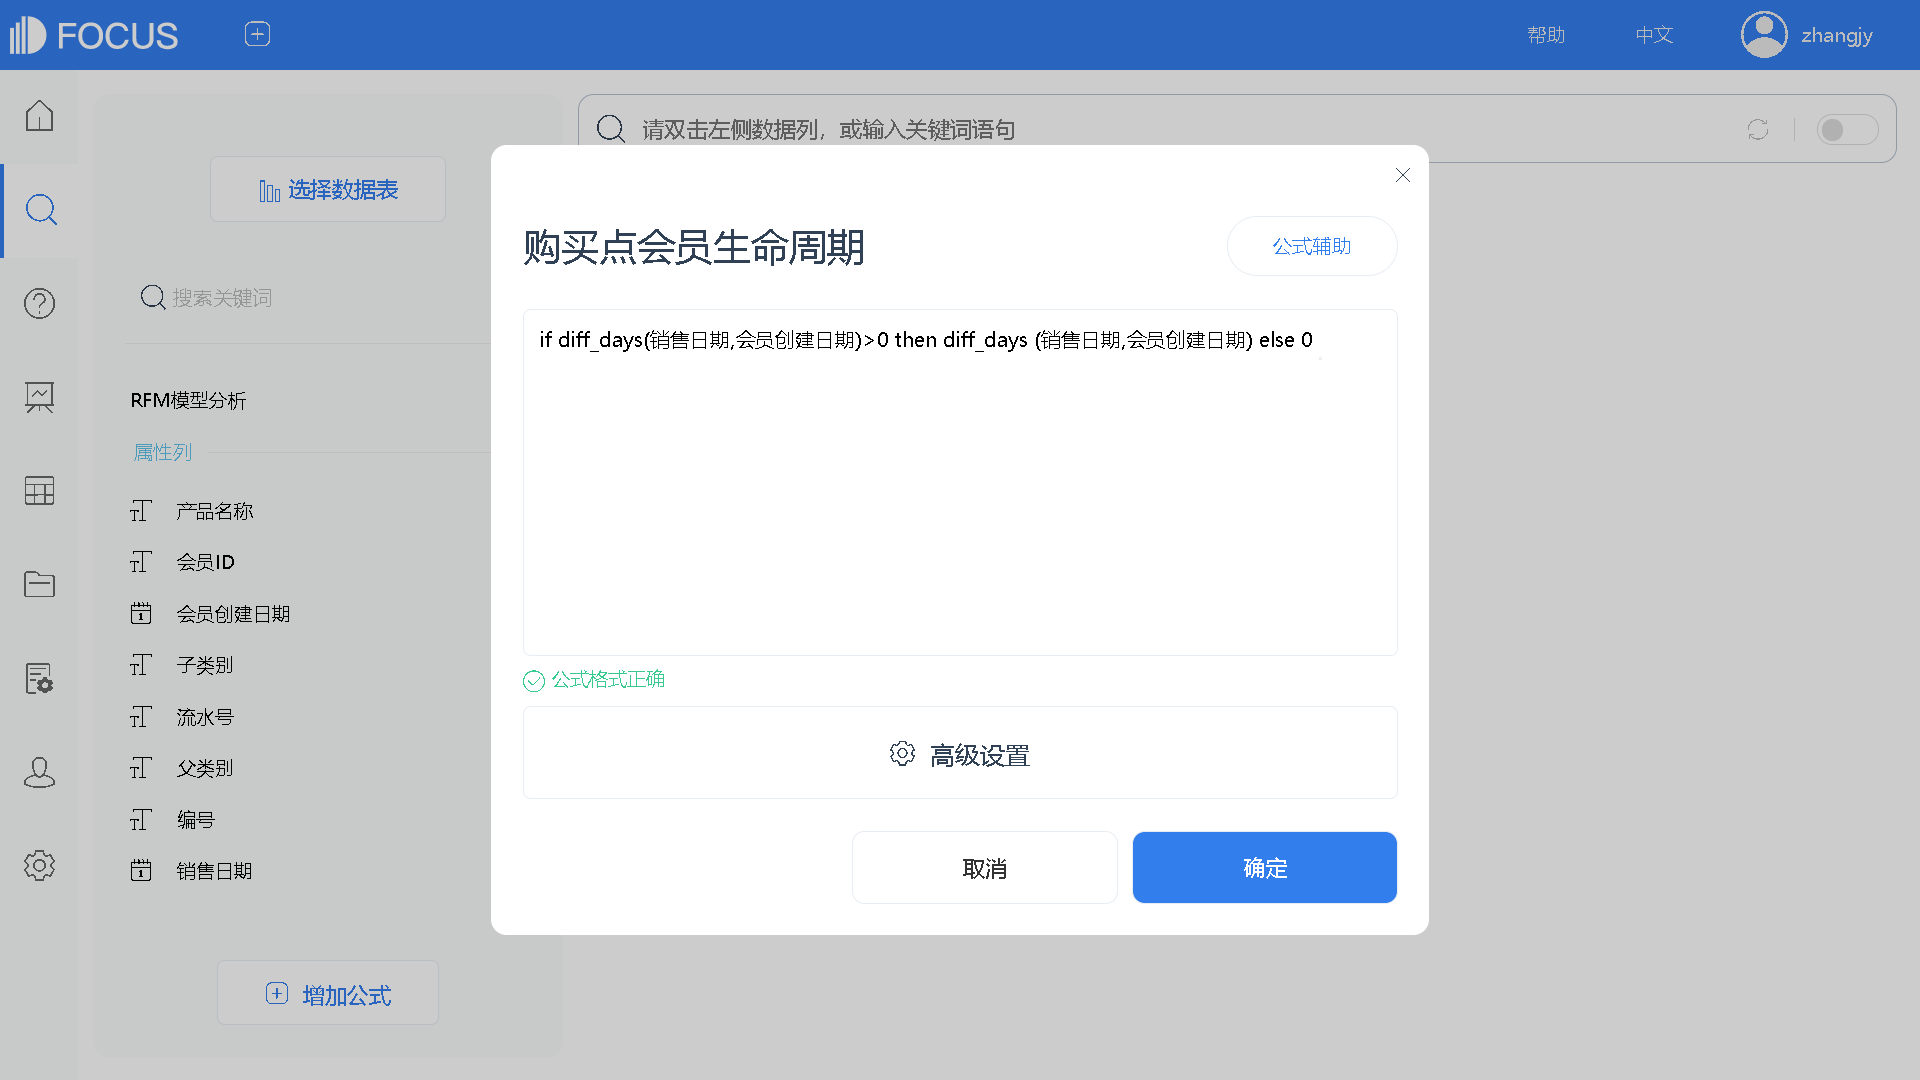 FOCUS
帮助
中文
zhangjy
请双击左侧数据列，或输入关键词语句
选择数据表
搜索关键词
RFM模型分析
属性列
产品名称
会员ID
会员创建日期
子类别
流水号
父类别
编号
销售日期
增加公式
购买点会员生命周期
公式辅助
if diff_days(销售日期,会员创建日期)>0 then diff_days (销售日期,会员创建日期) else 0
公式格式正确
高级设置
取消
确定